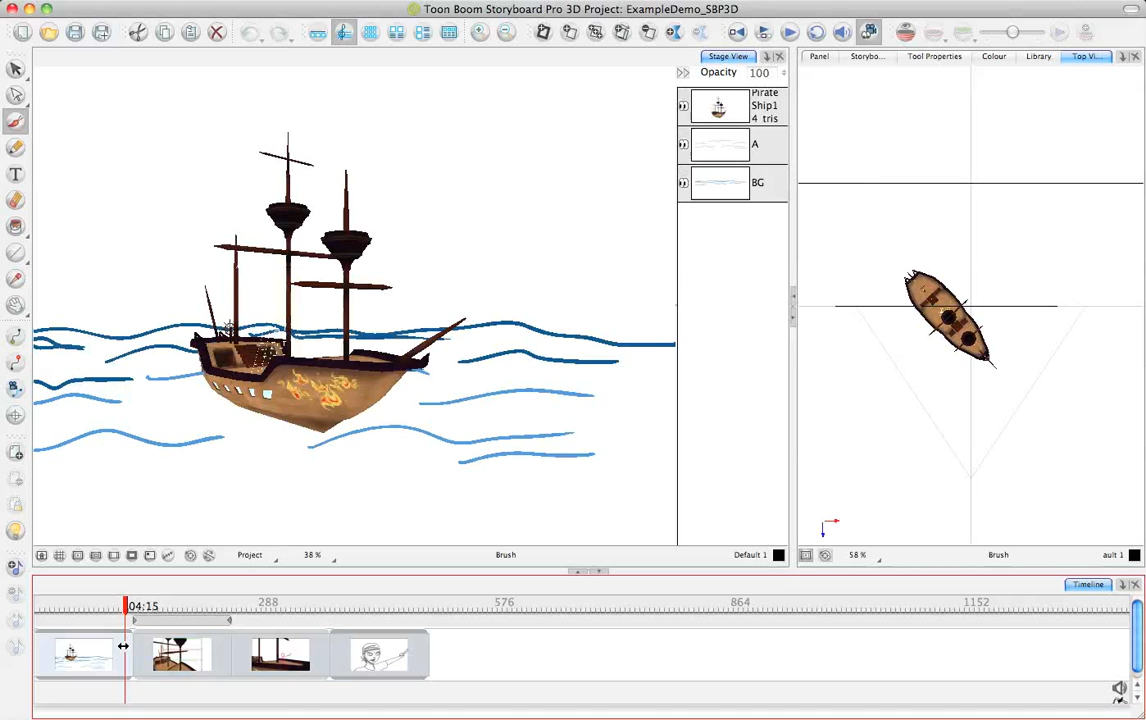 Toon Boom Storyboard Pro 3D Project: ExampleDemo_SBP3D
Stage View
Opacity 100
Pirate
Ship1
4 tris
A
BG
Panel
Storybo...
Tool Properties
Colour
Library
Top Vi...
Project
38 %
Brush
Default 1
58 %
Brush
ault 1
Timeline
04:15
288
576
864
1152